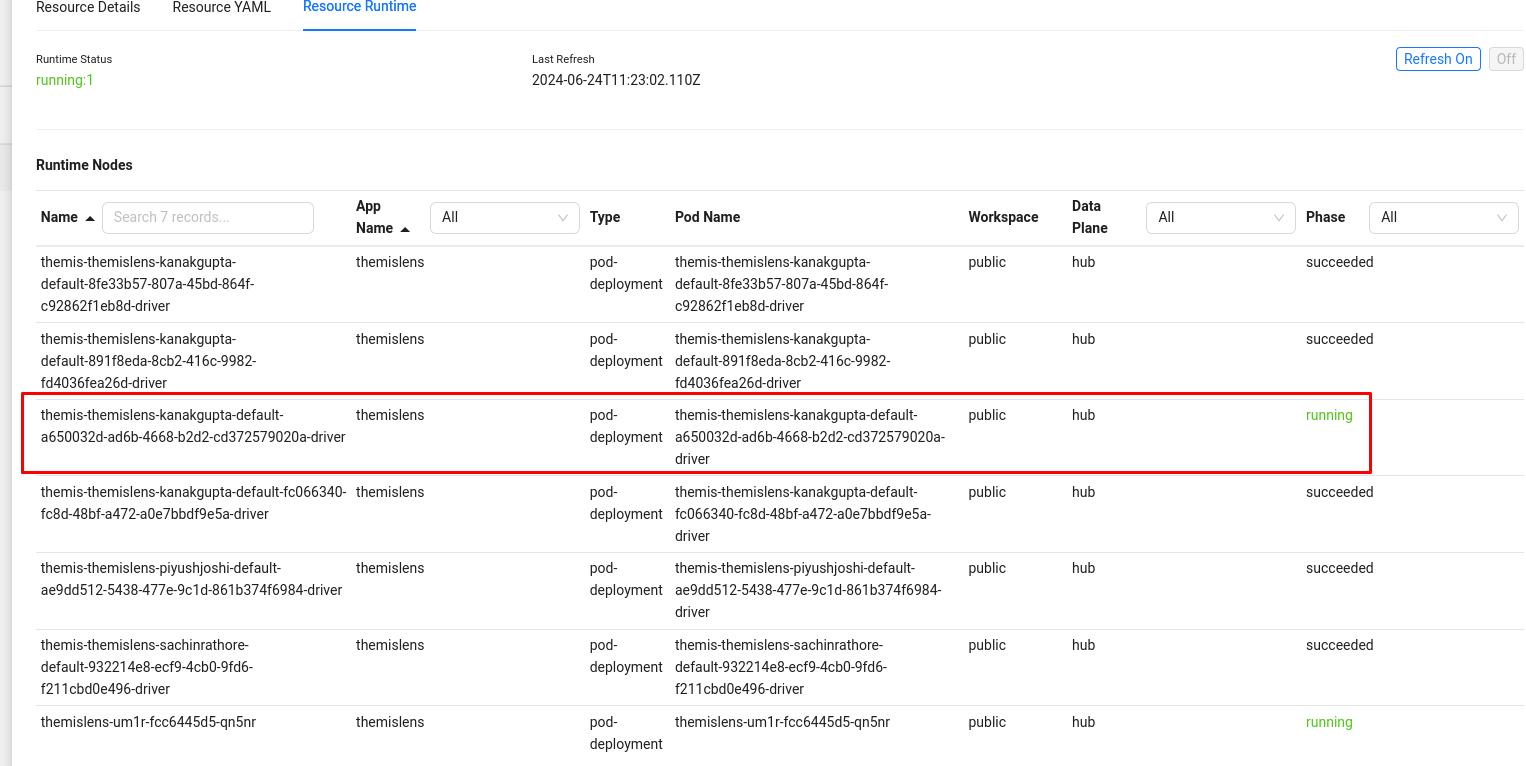 Resource Details Resource YAML Resource Runtime
Runtime Status Last Refresh
running:1 2024-06-24T11:23:02.110Z Refresh On Off
Runtime Nodes
Name Search 7 records... App Name All Type Pod Name Workspace Data Plane All Phase All
themis-themislens-kanakgupta- themislens pod- themis-themislens-kanakgupta- public hub succeeded
default-8fe33b57-807a-45bd-864f- deployment default-8fe33b57-807a-45bd-864f-
c92862f1eb8d-driver c92862f1eb8d-driver
themis-themislens-kanakgupta- themislens pod- themis-themislens-kanakgupta- public hub succeeded
default-891f8eda-8cb2-416c-9982- deployment default-891f8eda-8cb2-416c-9982-
fd4036fea26d-driver fd4036fea26d-driver
themis-themislens-kanakgupta-default- themislens pod- themis-themislens-kanakgupta-default- public hub running
a650032d-ad6b-4668-b2d2-cd372579020a-driver deployment a650032d-ad6b-4668-b2d2-cd372579020a-
driver
themis-themislens-kanakgupta-default-fc066340- themislens pod- themis-themislens-kanakgupta-default- public hub succeeded
fc8d-48bf-a472-a0e7bbdf9e5a-driver deployment fc066340-fc8d-48bf-a472-a0e7bbdf9e5a-
driver
themis-themislens-piyushjoshi-default- themislens pod- themis-themislens-piyushjoshi-default- public hub succeeded
ae9dd512-5438-477e-9c1d-861b374f6984-driver deployment ae9dd512-5438-477e-9c1d-861b374f6984-
driver
themis-themislens-sachinrathore- themislens pod- themis-themislens-sachinrathore- public hub succeeded
default-932214e8-ecf9-4cb0-9fd6- deployment default-932214e8-ecf9-4cb0-9fd6-
f211cbd0e496-driver f211cbd0e496-driver
themislens-um1r-fcc6445d5-qn5nr themislens pod- themislens-um1r-fcc6445d5-qn5nr public hub running
deployment